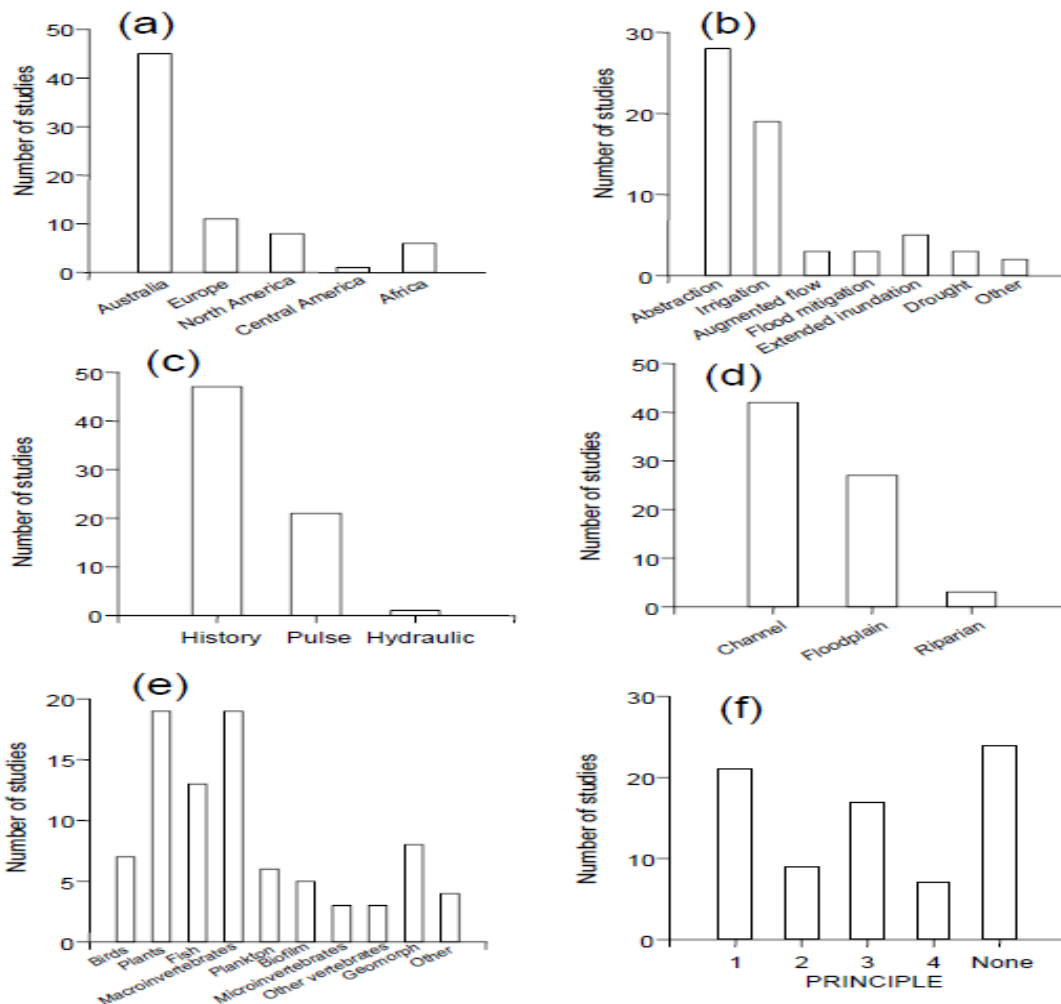 (a)
Number of studies
50
40
30
20
10
0
Australia
Europe
North America
Central America
Africa
(b)
Number of studies
30
20
10
0
Abstraction
Irrigation
Augmented flow
Flood mitigation
Extended inundation
Drought
Other
(c)
Number of studies
50
40
30
20
10
0
History Pulse Hydraulic
(d)
Number of studies
50
40
30
20
10
0
Channel
Floodplain
Riparian
(e)
Number of studies
20
15
10
5
0
Birds
Plants
Fish
Macroinvertebrates
Plankton
Biofilm
Microinvertebrates
Other vertebrates
Geomorph
Other
(f)
Number of studies
30
20
10
0
1 2 3 4 None
PRINCIPLE